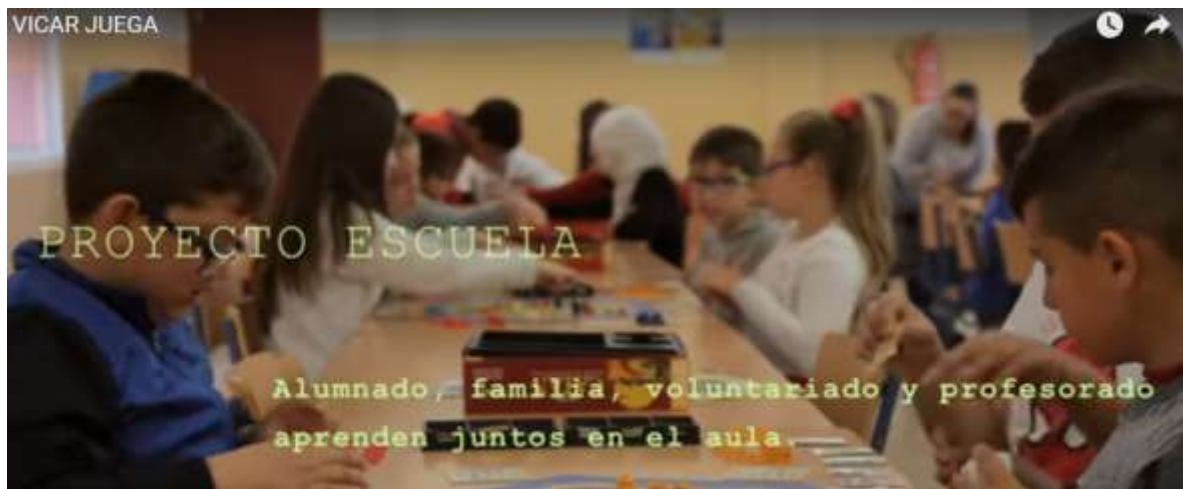 VICAR JUEGA
PROYECTO ESCUELA
Alumnado, familia, voluntariado y profesorado
aprenden juntos en el aula.